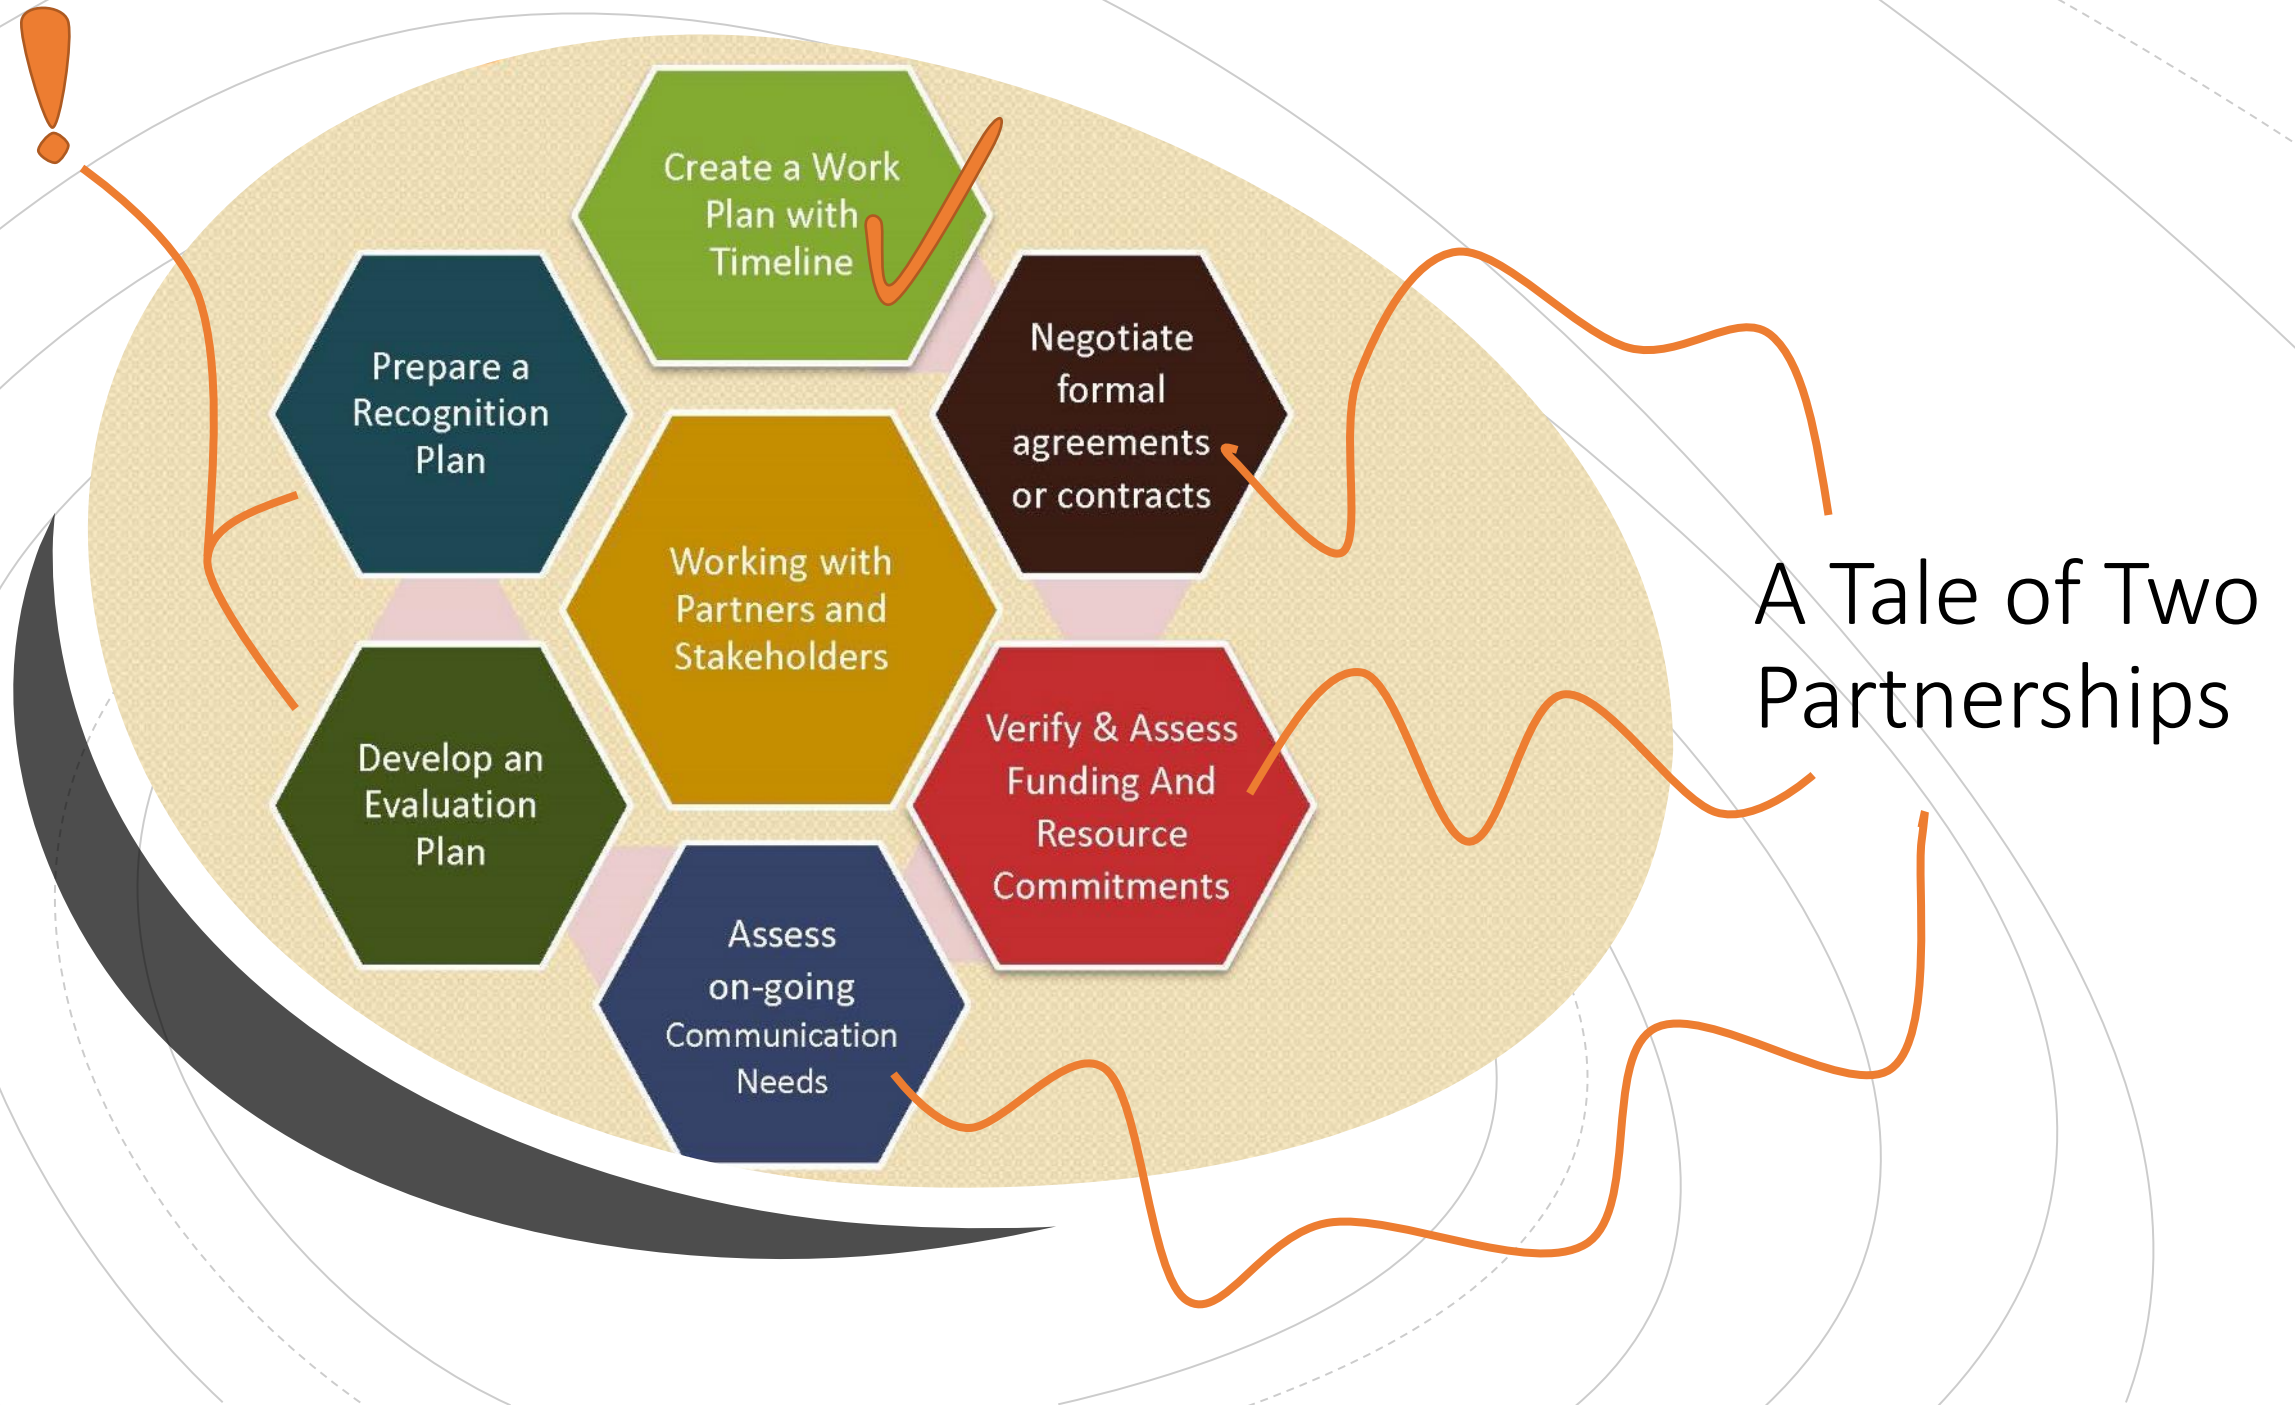 Create a Work
Plan with
Timeline
Negotiate
formal
agreements
or contracts
Prepare a
Recognition
Plan
Working with
Partners and
Stakeholders
A Tale of Two
Partnerships
Verify & Assess
Funding And
Resource
Commitments
Develop an
Evaluation
Plan
Assess
on-going
Communication
Needs